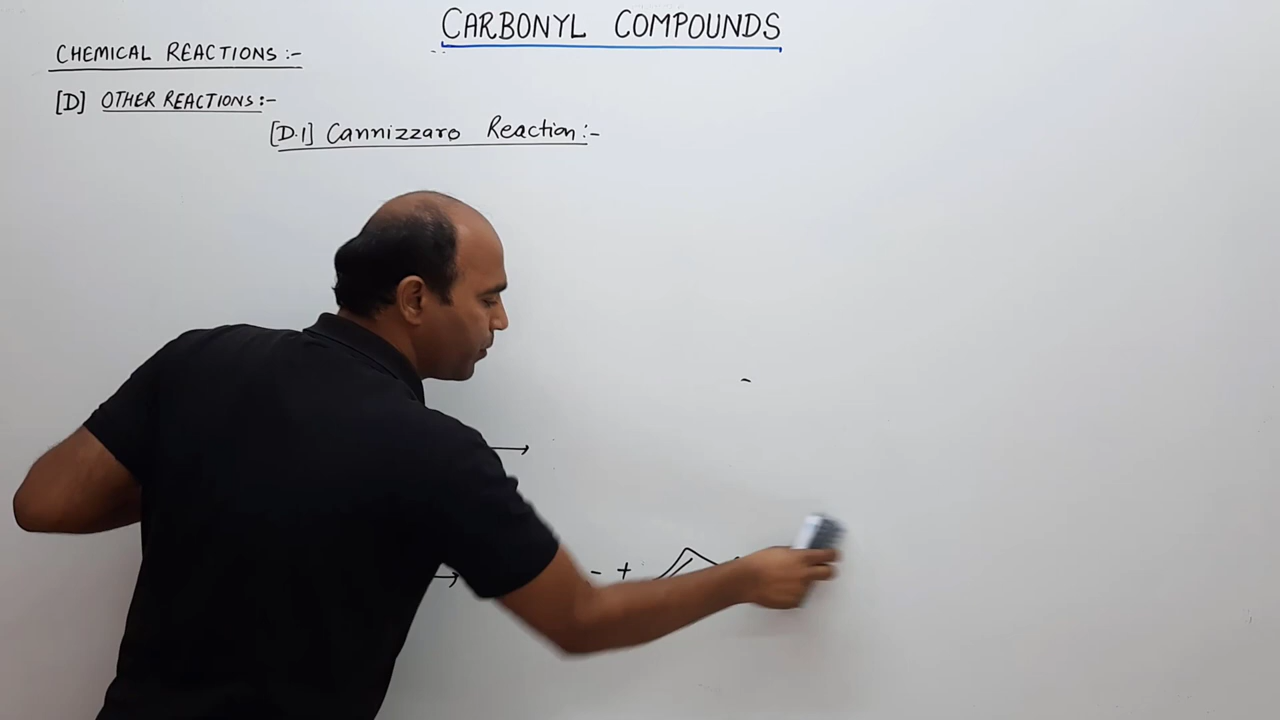 CARBONYL COMPOUNDS
CHEMICAL REACTIONS :-
[D] OTHER REACTIONS :-
[D.1] Cannizzaro Reaction :-
→
→ - +